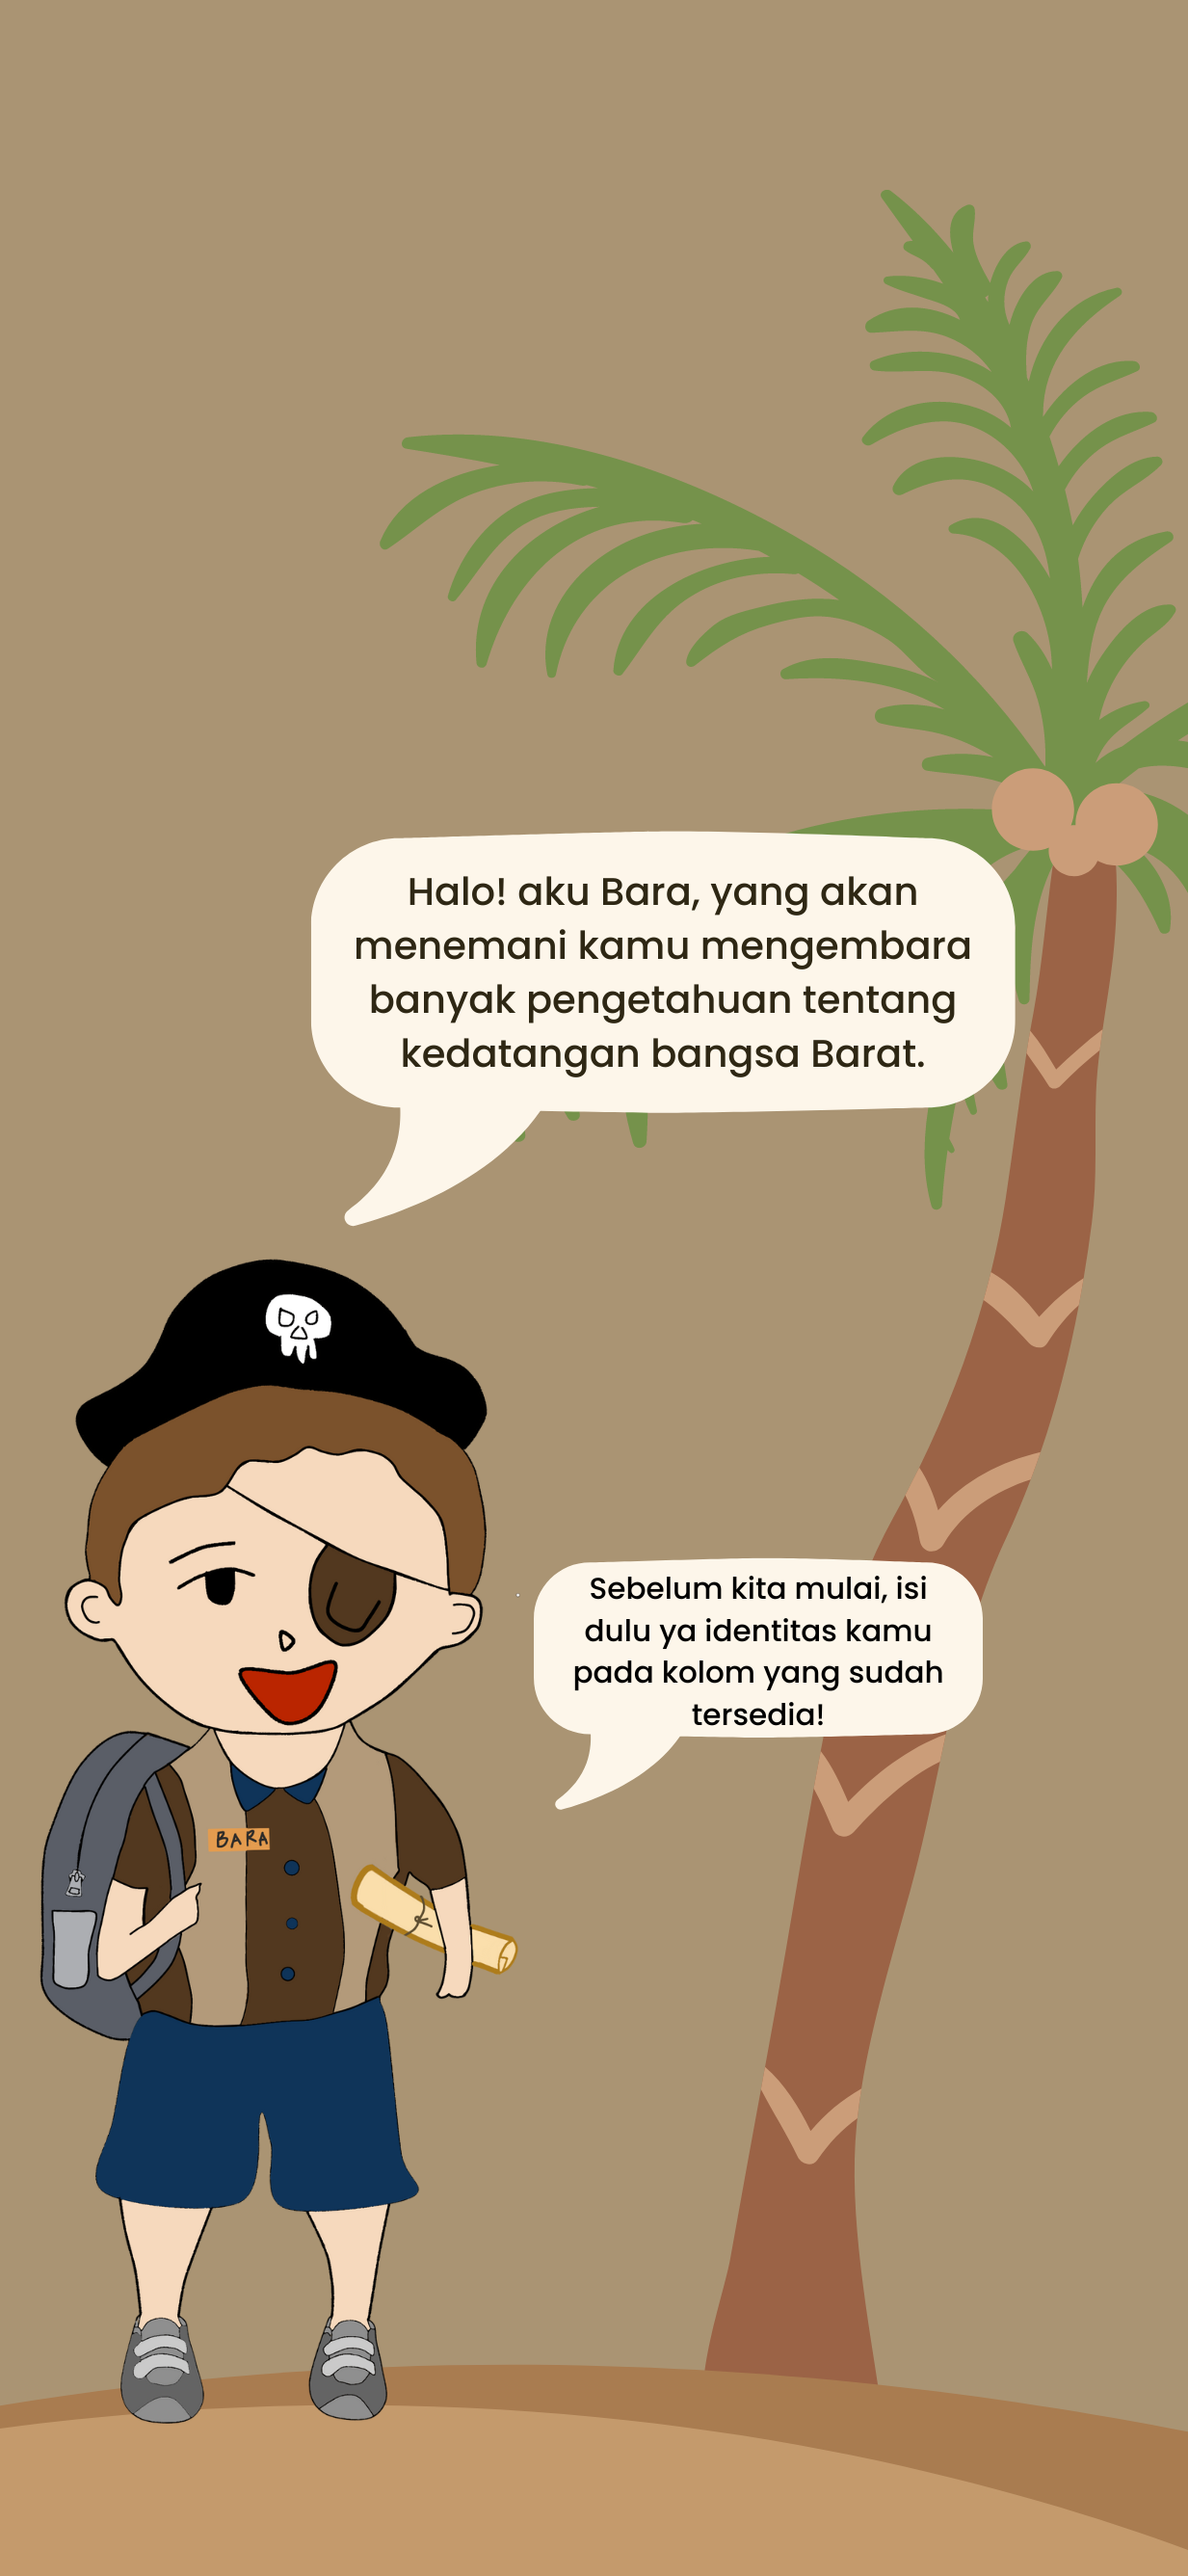 Halo! aku Bara, yang akan
menemani kamu mengembara
banyak pengetahuan tentang
kedatangan bangsa Barat.
Sebelum kita mulai, isi
dulu ya identitas kamu
pada kolom yang sudah
tersedia!
BARA